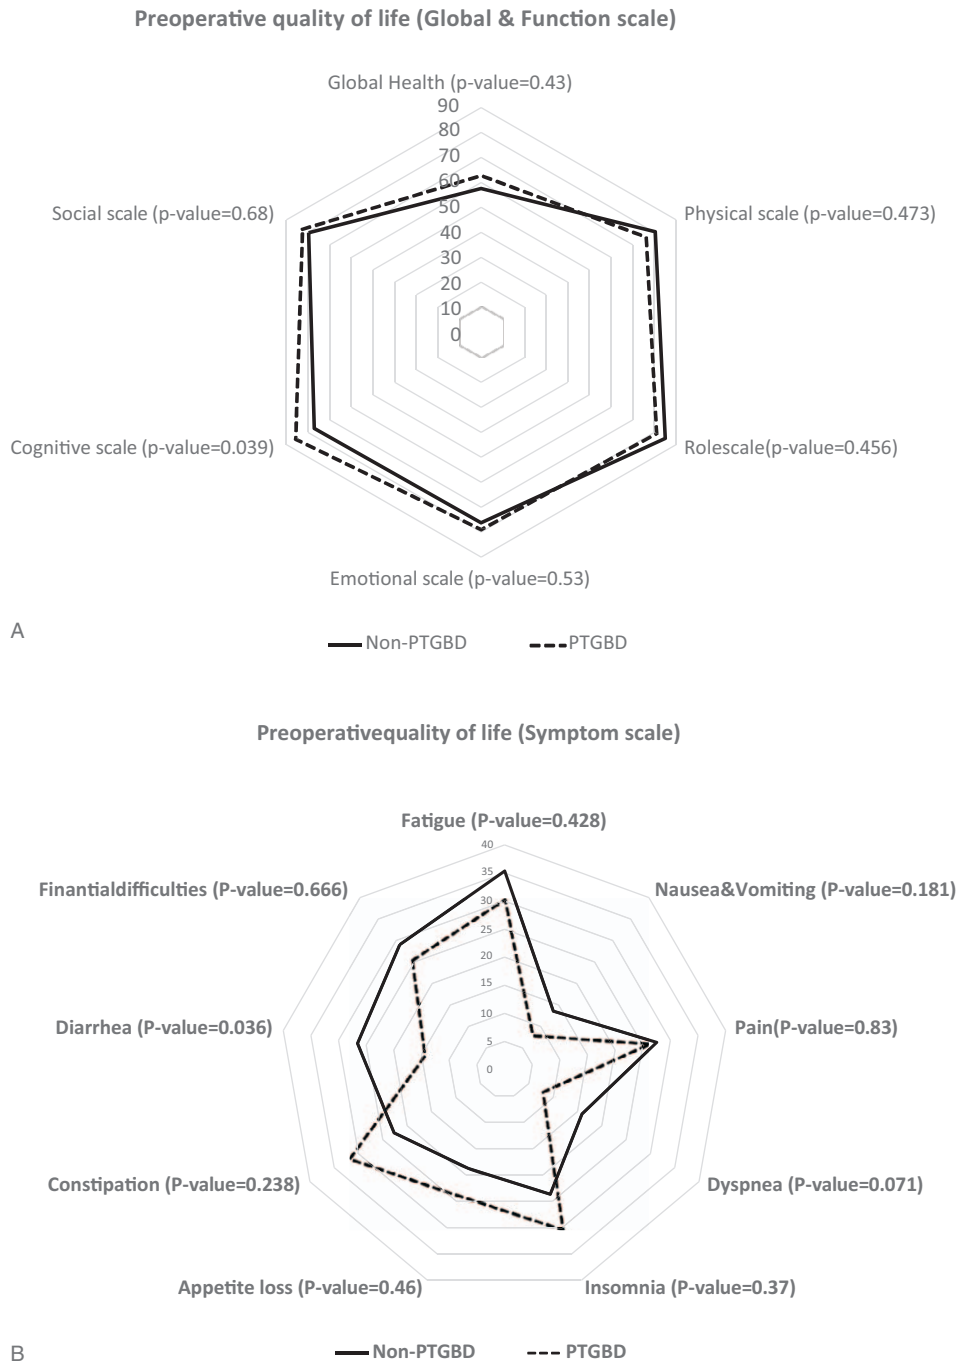 Preoperative quality of life (Global & Function scale)
Global Health (p-value=0.43)
90
80
70
60
50
40
30
20
10
0
Social scale (p-value=0.68)
Physical scale (p-value=0.473)
Cognitive scale (p-value=0.039)
Rolescale(p-value=0.456)
Emotional scale (p-value=0.53)
A
Non-PTGBD PTGBD
Preoperativequality of life (Symptom scale)
Fatigue (P-value=0.428)
40
35
30
25
20
15
10
5
0
Finantialdifficulties (P-value=0.666)
Nausea&Vomiting (P-value=0.181)
Diarrhea (P-value=0.036)
Pain(P-value=0.83)
Constipation (P-value=0.238)
Dyspnea (P-value=0.071)
Appetite loss (P-value=0.46)
Insomnia (P-value=0.37)
B
Non-PTGBD PTGBD